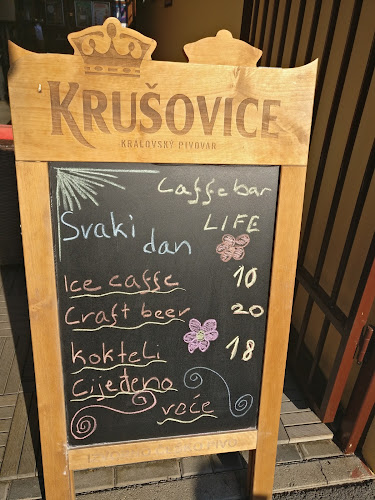 KRUŠOVICE
KRÁLOVSKÝ PIVOVAR
Caffe bar
LIFE
Svaki
dan
Ice caffe 10
Craft beer 20
Kokteli 18
Cijeđeno
voće